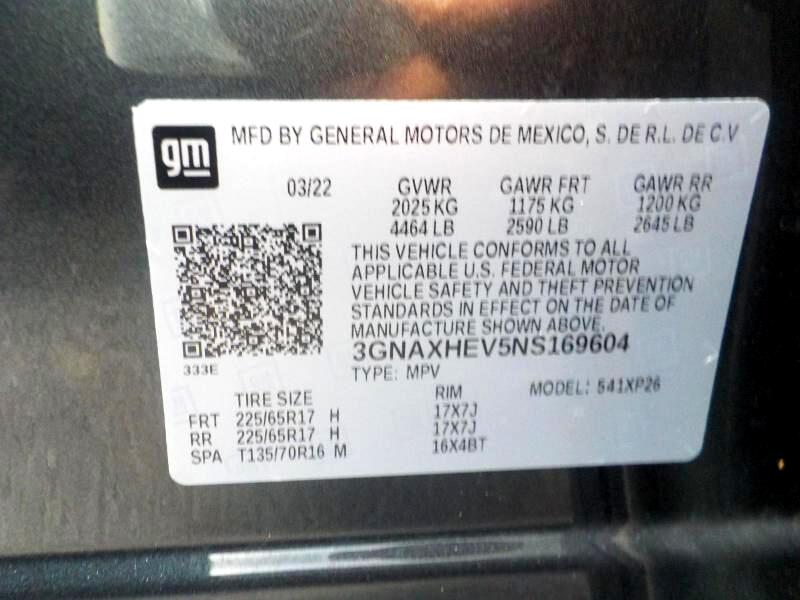 gm
MFD BY GENERAL MOTORS DE MEXICO, S. DE R.L. DE C.V
03/22 GVWR GAWR FRT GAWR RR
2025 KG 1175 KG 1200 KG
4464 LB 2590 LB 2645 LB
THIS VEHICLE CONFORMS TO ALL
APPLICABLE U.S. FEDERAL MOTOR
VEHICLE SAFETY AND THEFT PREVENTION
STANDARDS IN EFFECT ON THE DATE OF
MANUFACTURE SHOWN ABOVE.
3GNAXHEV5NS169604
333E
TYPE: MPV MODEL: 541XP26
TIRE SIZE RIM
FRT 225/65R17 H 17X7J
RR 225/65R17 H 17X7J
SPA T135/70R16 M 16X4BT